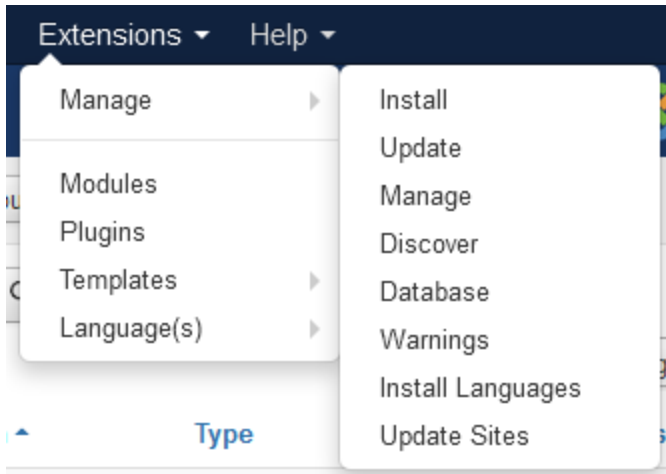 Extensions Help
Manage
Modules
Plugins
Templates
Language(s)
Install
Update
Manage
Discover
Database
Warnings
Install Languages
Update Sites
Type